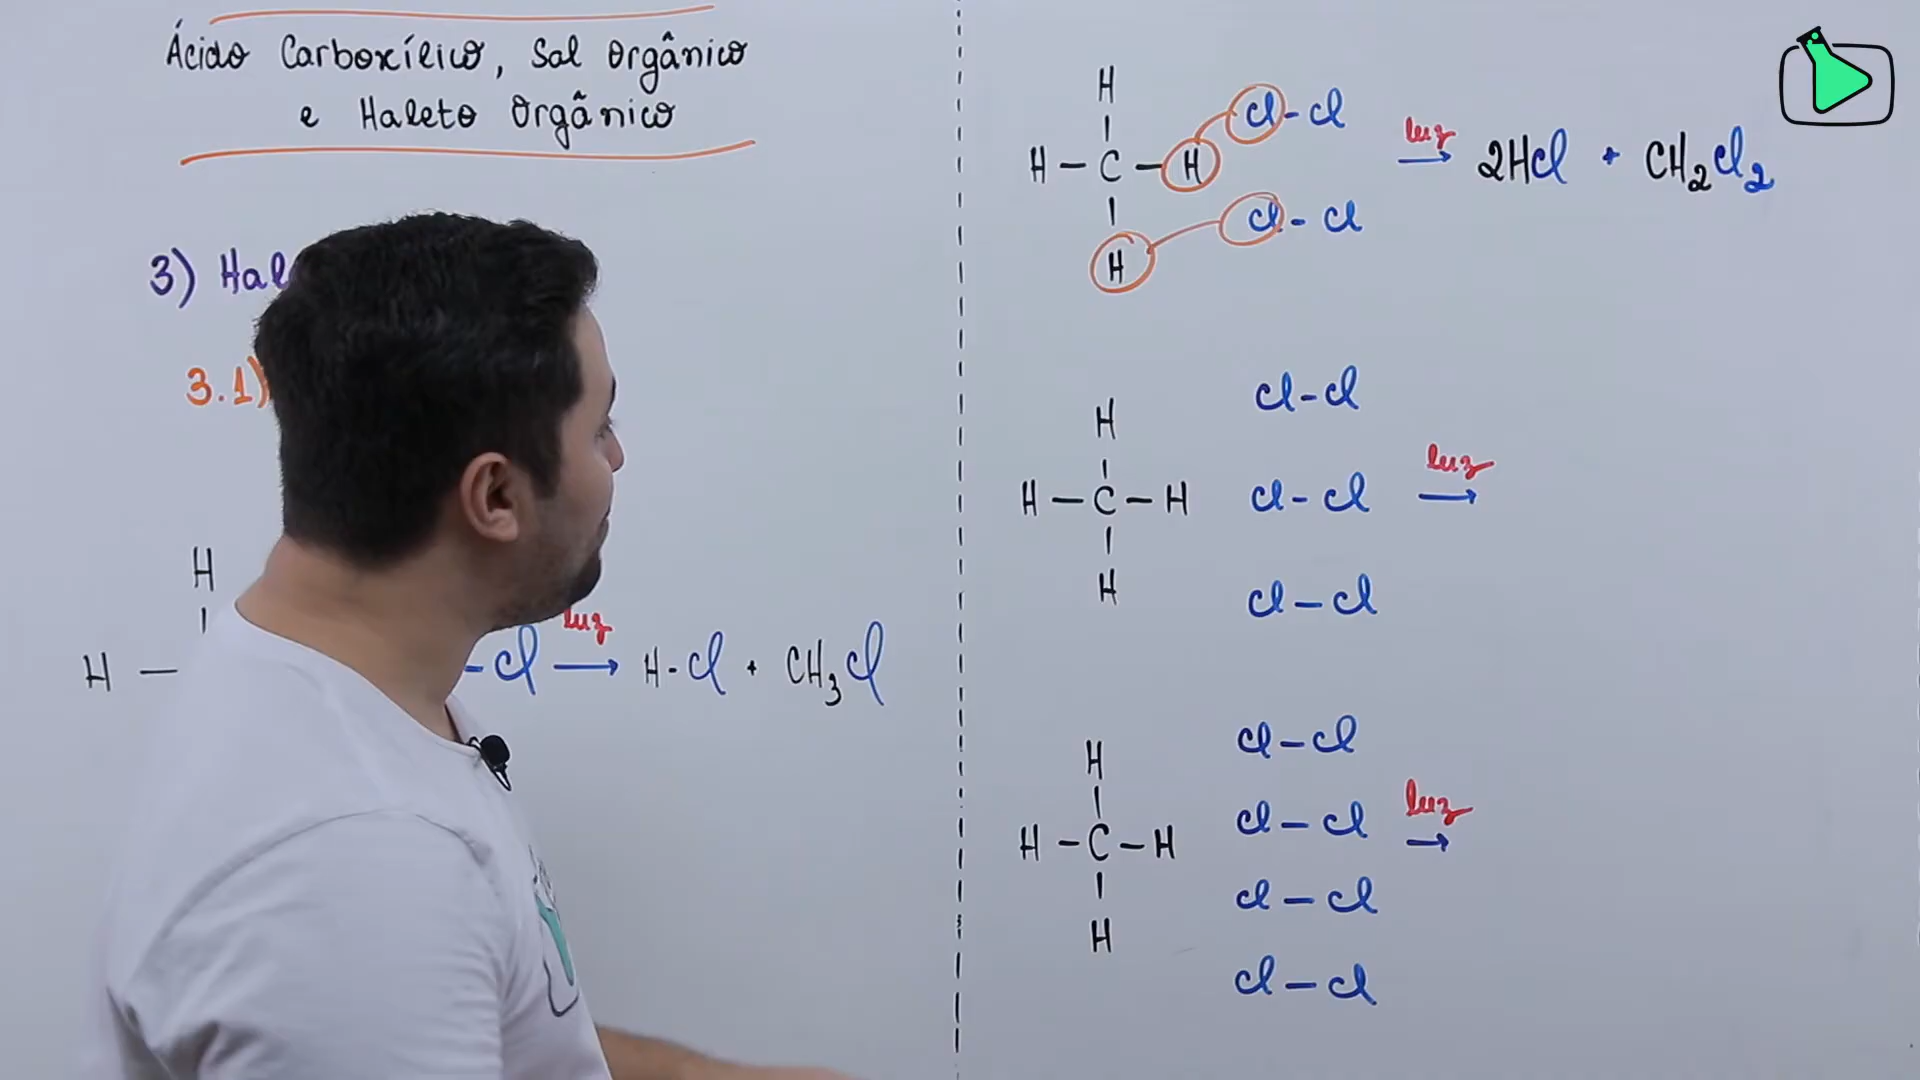 Ácido Carboxílico, Sal Orgânico
e Haleto Orgânico
3)
3.1)
H
H —
-Cl luz → H-Cl + CH3Cl
H
H - C - H Cl - Cl luz → 2HCl + CH2Cl2
H Cl - Cl
H Cl-Cl
H - C - H Cl-Cl luz →
H Cl-Cl
H Cl-Cl
H - C - H Cl-Cl luz →
Cl-Cl
H
Cl-Cl